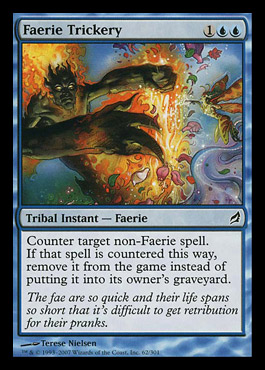 Faerie Trickery 1
Tribal Instant — Faerie
Counter target non-Faerie spell.
If that spell is countered this way,
remove it from the game instead of
putting it into its owner's graveyard.
The fae are so quick and their life spans
so short that it's difficult to get retribution
for their pranks.
Terese Nielsen
™ & © 1993–2007 Wizards of the Coast, Inc. 62/301